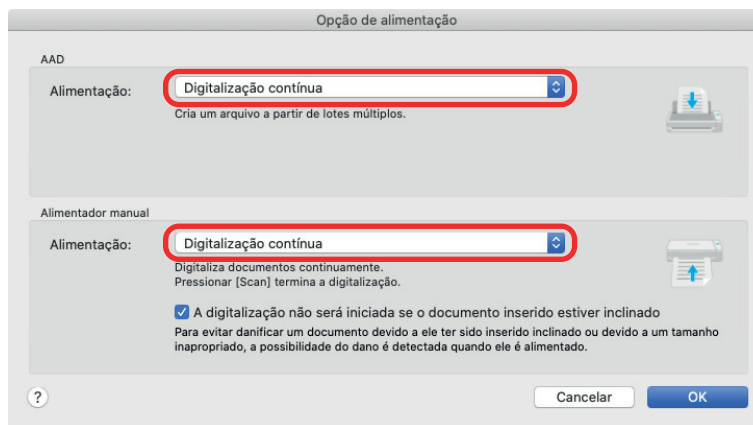 Opção de alimentação
AAD
Alimentação:
Digitalização contínua
Cria um arquivo a partir de lotes múltiplos.
Alimentador manual
Alimentação:
Digitalização contínua
Digitaliza documentos continuamente.
Pressionar [Scan] termina a digitalização.
A digitalização não será iniciada se o documento inserido estiver inclinado
Para evitar danificar um documento devido a ele ter sido inserido inclinado ou devido a um tamanho
inapropriado, a possibilidade do dano é detectada quando ele é alimentado.
?
Cancelar
OK